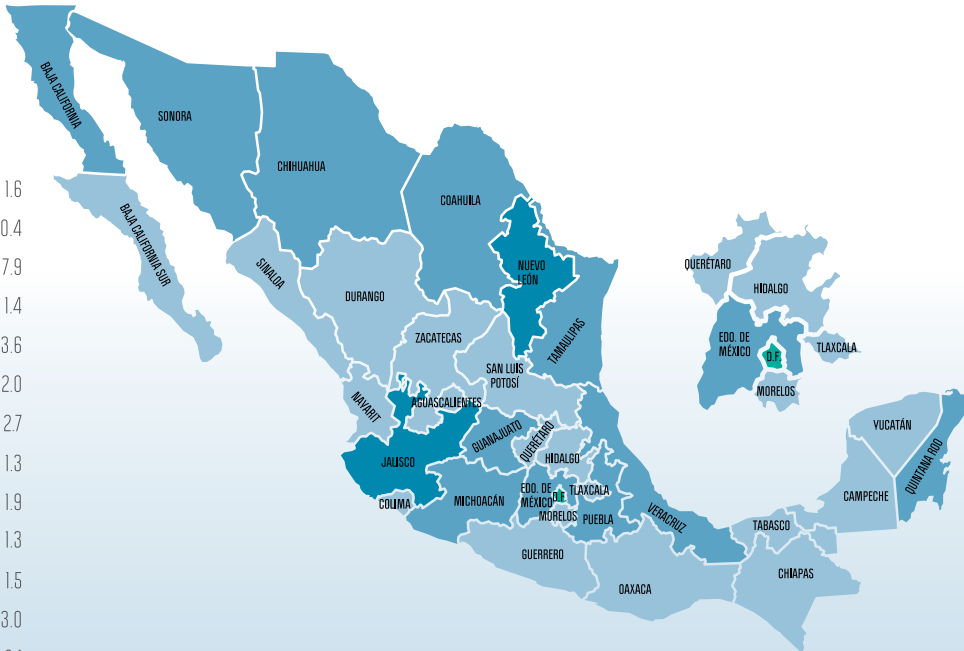 BAJA CALIFORNIA
SONORA
CHIHUAHUA
COAHUILA
1.6
0.4
7.9
1.4
3.6
2.0
2.7
1.3
1.9
1.3
1.5
3.0
BAJA CALIFORNIA SUR
SINALOA
DURANGO
NUEVO
LEÓN
TAMAULIPAS
ZACATECAS
SAN LUIS
POTOSÍ
NAYARIT
AGUASCALIENTES
GUANAJUATO
QUERÉTARO
HIDALGO
JALISCO
COLIMA
MICHOACÁN
EDO. DE
MÉXICO
D.F.
TLAXCALA
MORELOS
PUEBLA
VERACRUZ
GUERRERO
OAXACA
TABASCO
CHIAPAS
CAMPECHE
YUCATÁN
QUINTANA ROO
QUERÉTARO
HIDALGO
EDO. DE
MÉXICO
D.F.
TLAXCALA
MORELOS